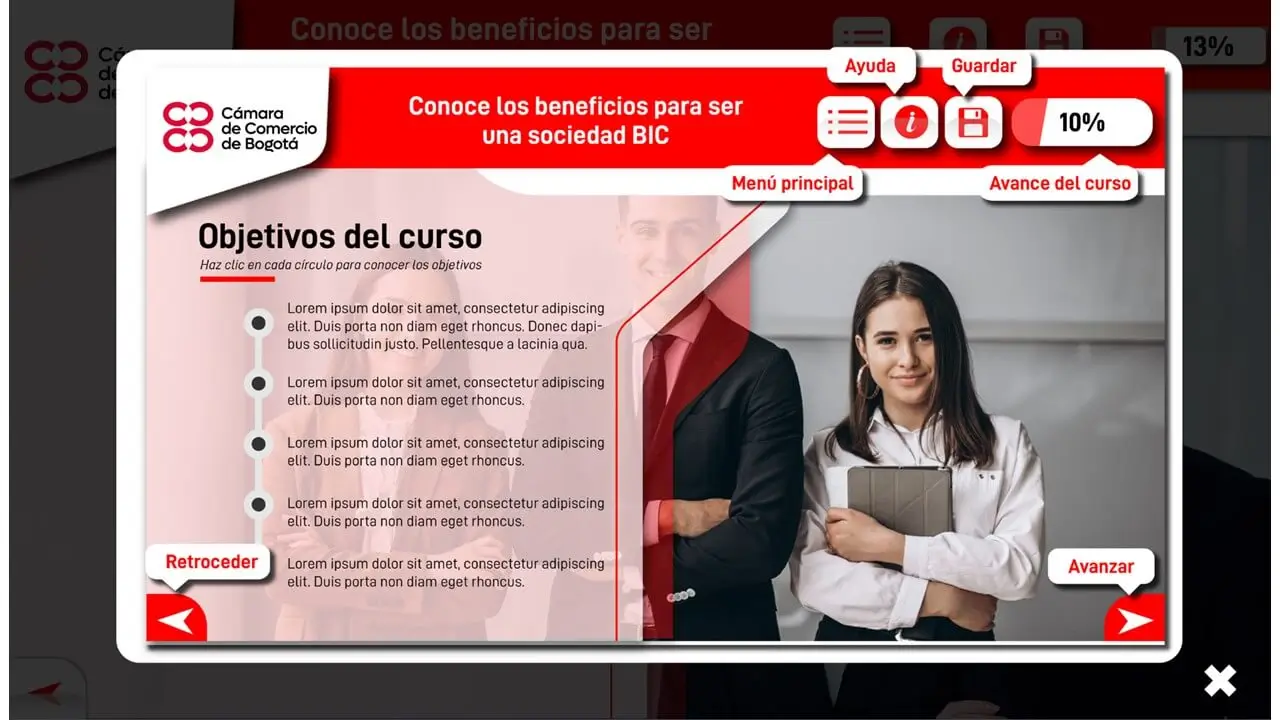 Conoce los beneficios para ser
13%
Cá
de
de
Ayuda
Guardar
Cámara
de Comercio
de Bogotá
Conoce los beneficios para ser
una sociedad BIC
10%
Menú principal
Avance del curso
Objetivos del curso
Haz clic en cada círculo para conocer los objetivos
Lorem ipsum dolor sit amet, consectetur adipiscing
elit. Duis porta non diam eget rhoncus. Donec dapi-
bus sollicitudin justo. Pellentesque a lacinia qua.
Lorem ipsum dolor sit amet, consectetur adipiscing
elit. Duis porta non diam eget rhoncus.
Lorem ipsum dolor sit amet, consectetur adipiscing
elit. Duis porta non diam eget rhoncus.
Lorem ipsum dolor sit amet, consectetur adipiscing
elit. Duis porta non diam eget rhoncus.
Lorem ipsum dolor sit amet, consectetur adipiscing
elit. Duis porta non diam eget rhoncus.
Retroceder
Avanzar